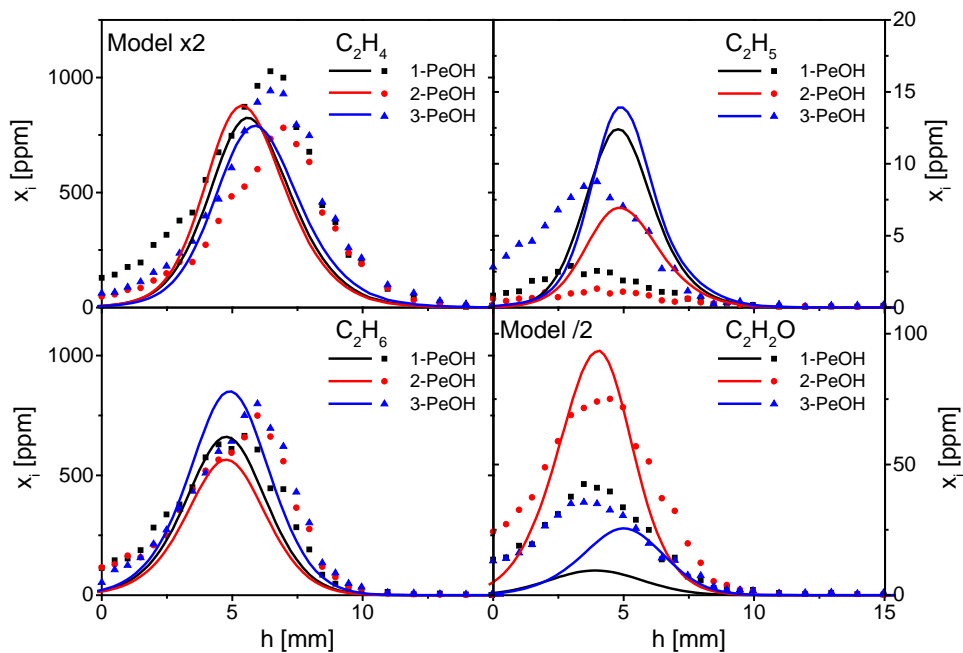 Model x2
C₂H₄
1-PeOH
2-PeOH
3-PeOH
1000
500
0
xᵢ [ppm]
C₂H₅
1-PeOH
2-PeOH
3-PeOH
20
15
10
5
0
xᵢ [ppm]
C₂H₆
1-PeOH
2-PeOH
3-PeOH
1000
500
0
xᵢ [ppm]
0
5
10
h [mm]
Model /2
C₂H₂O
1-PeOH
2-PeOH
3-PeOH
100
50
0
xᵢ [ppm]
0
5
10
15
h [mm]